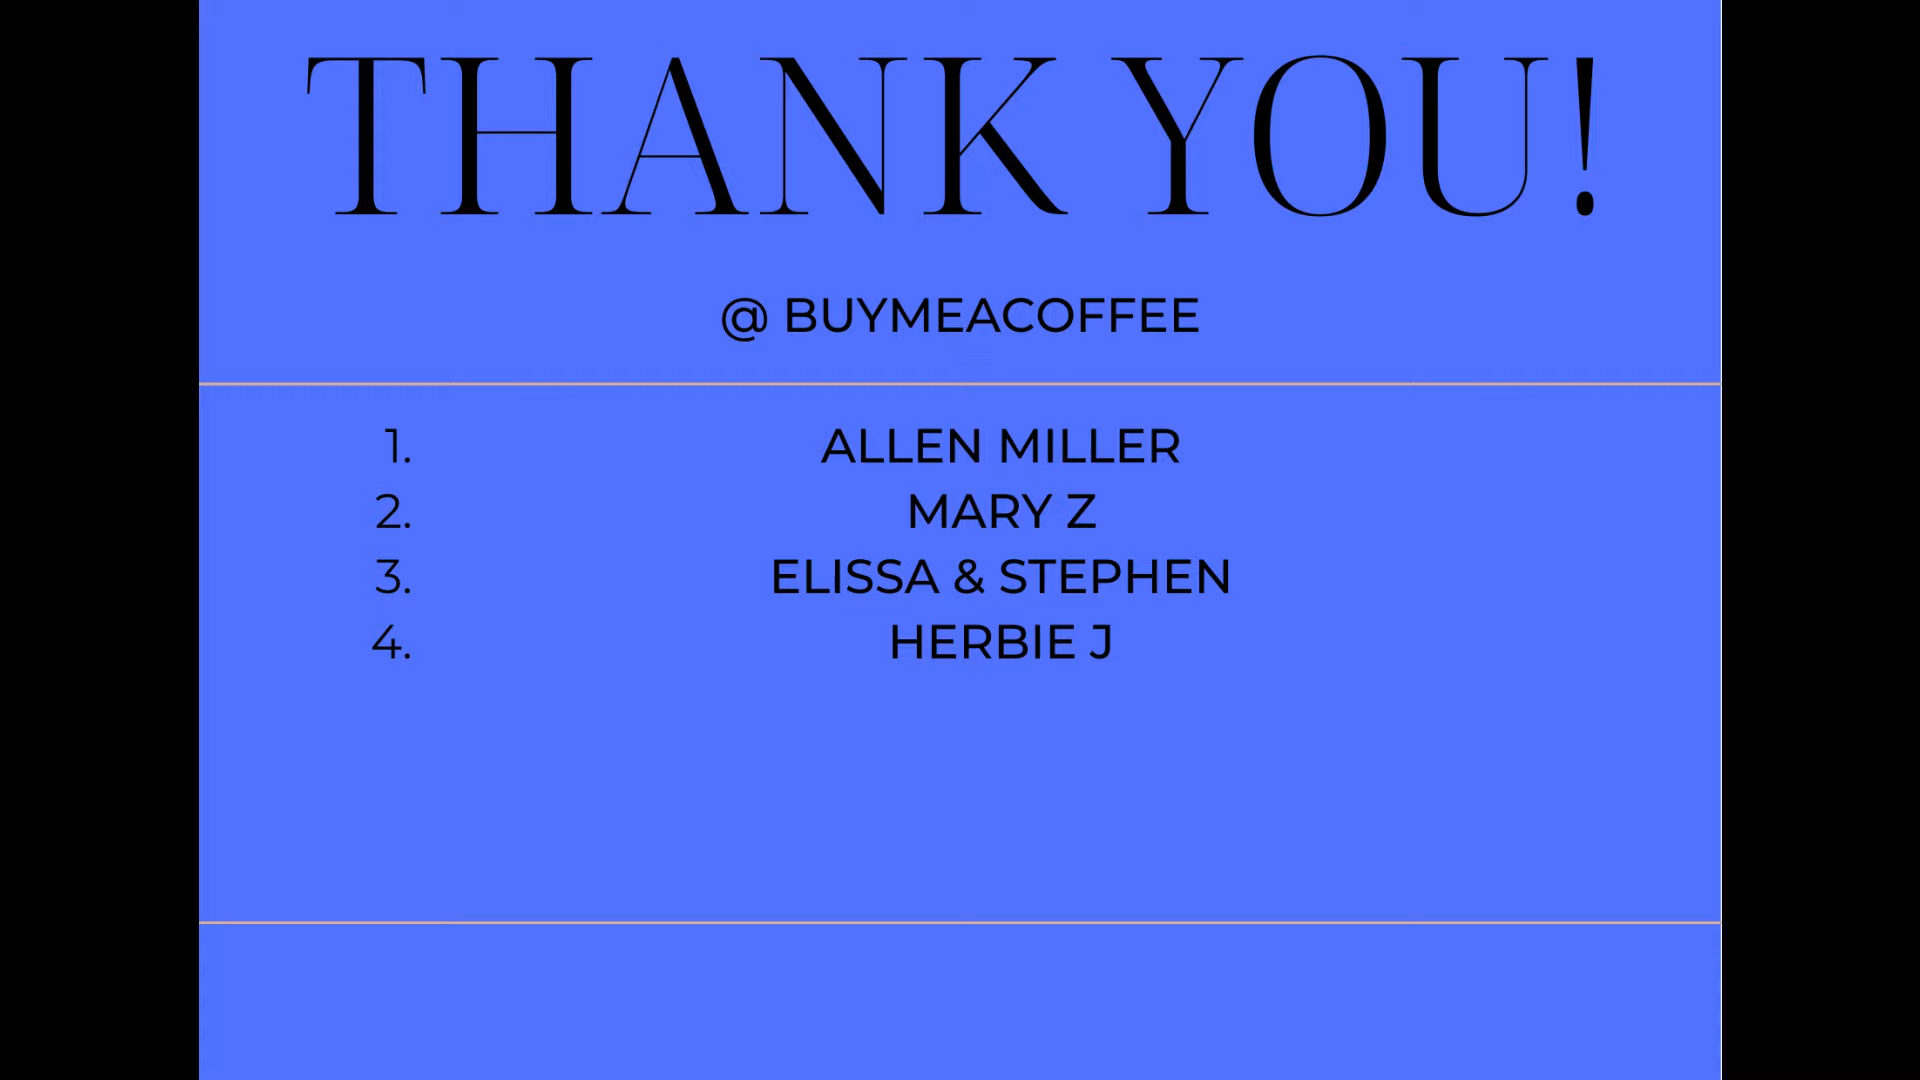 THANK YOU!
@ BUYMEACOFFEE
1. ALLEN MILLER
2. MARY Z
3. ELISSA & STEPHEN
4. HERBIE J